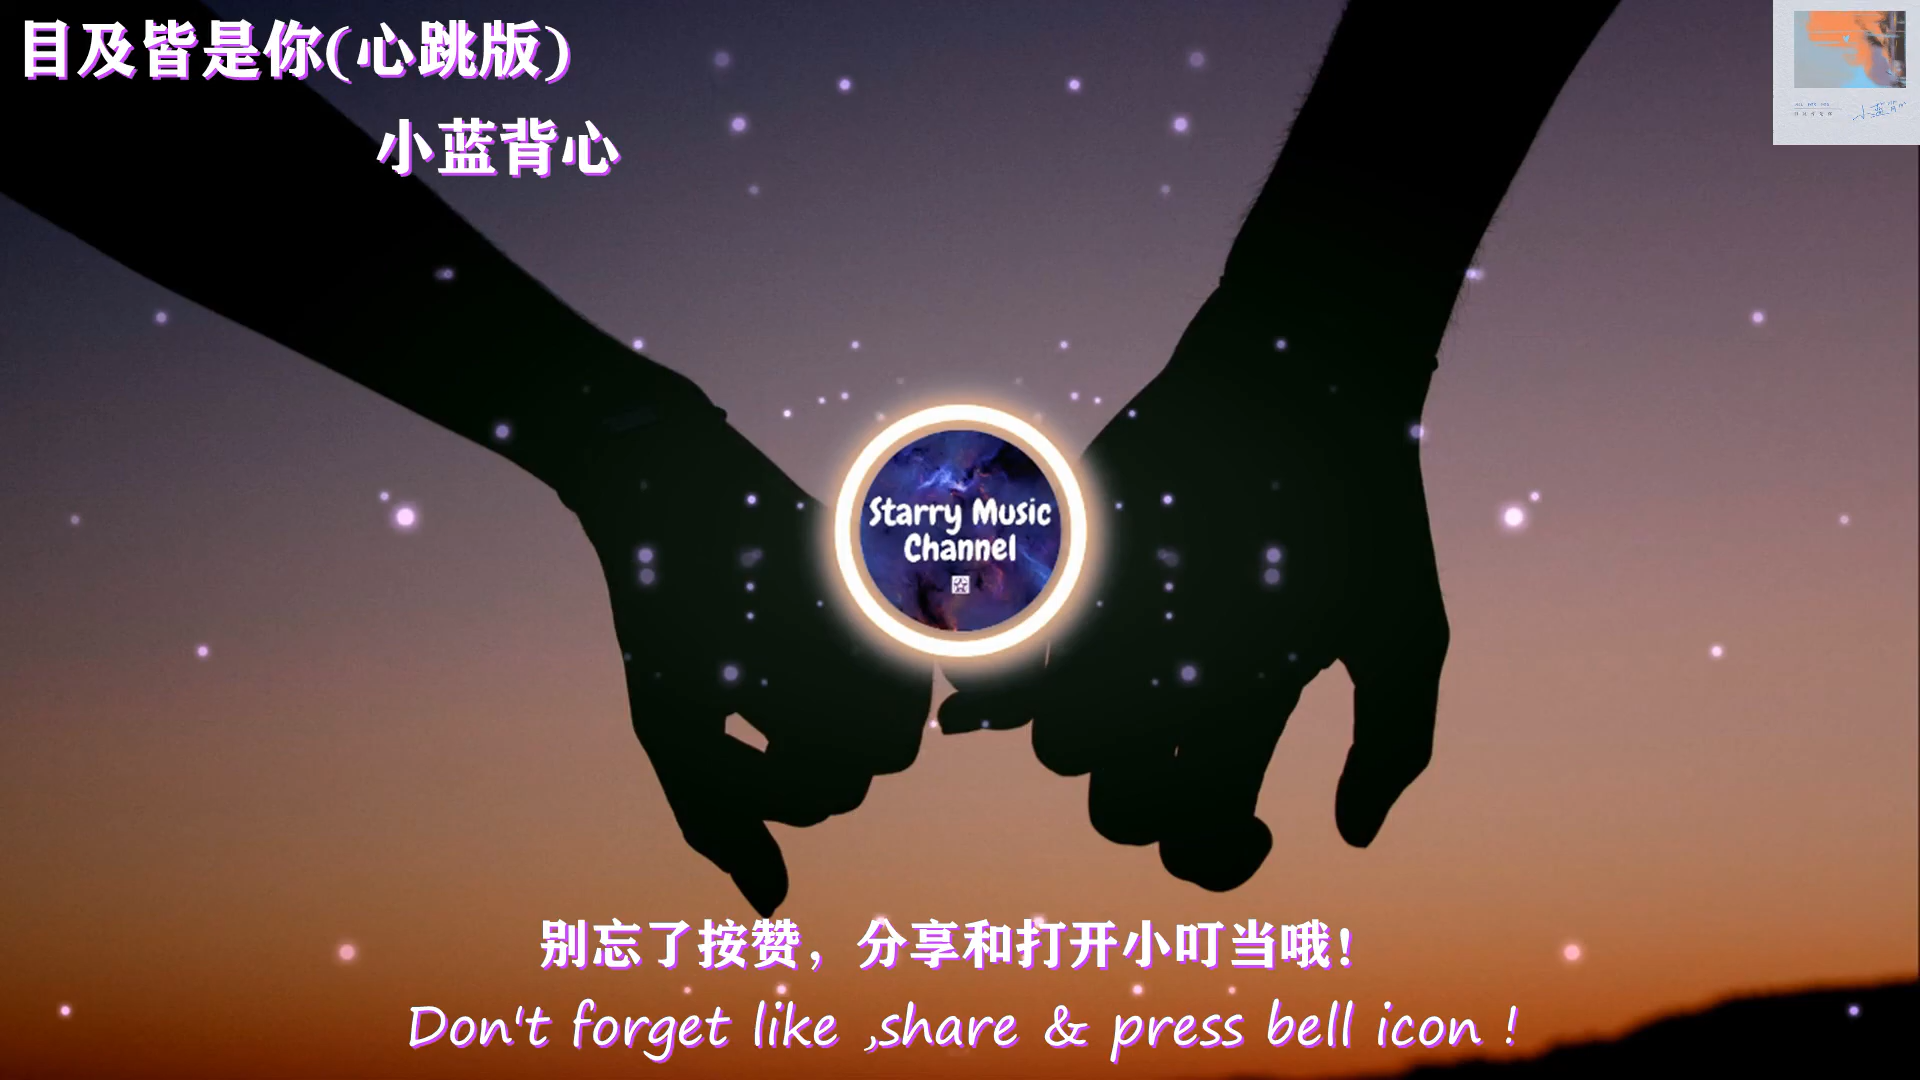 目及皆是你(心跳版)
小蓝背心
Starry Music
Channel
别忘了按赞，分享和打开小叮当哦!
Don't forget like ,share & press bell icon !